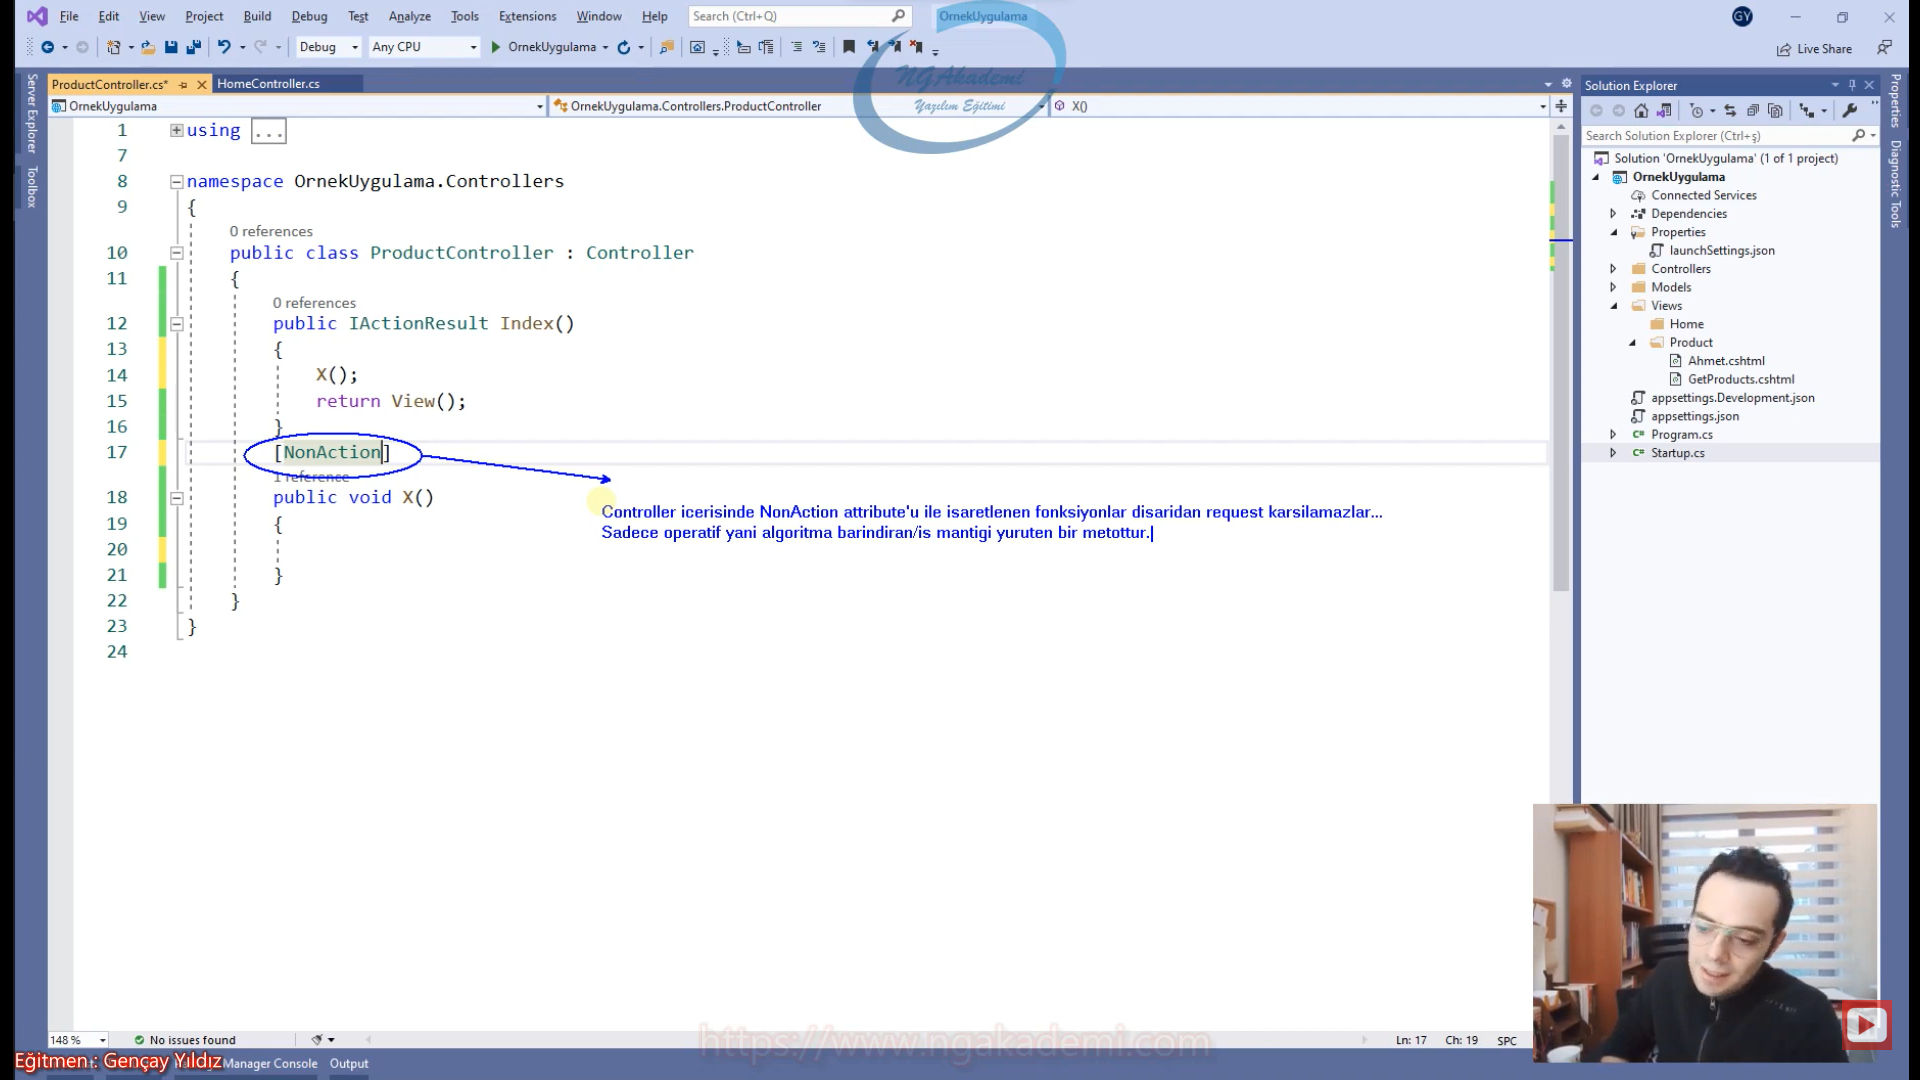 File Edit View Project Build Debug Test Analyze Tools Extensions Window Help Search (Ctrl+Q) OrnekUygulama GY
Debug Any CPU OrnekUygulama Live Share
NGAkademi
Yazılım Eğitimi
Server Explorer
Toolbox
ProductController.cs* HomeController.cs
OrnekUygulama OrnekUygulama.Controllers.ProductController X()
1 using ...
7
8 namespace OrnekUygulama.Controllers
9 {
0 references
10 public class ProductController : Controller
11 {
0 references
12 public IActionResult Index()
13 {
14 X();
15 return View();
16 }
17 [NonAction]
1 reference
18 public void X()
19 {
20
21 }
22 }
23 }
24
Controller icerisinde NonAction attribute'u ile isaretlenen fonksiyonlar disaridan request karsilamazlar...
Sadece operatif yani algoritma barindiran/is mantigi yuruten bir metottur.
Solution Explorer
Search Solution Explorer (Ctrl+ş)
Solution 'OrnekUygulama' (1 of 1 project)
OrnekUygulama
Connected Services
Dependencies
Properties
launchSettings.json
Controllers
Models
Views
Home
Product
Ahmet.cshtml
GetProducts.cshtml
appsettings.Development.json
appsettings.json
Program.cs
Startup.cs
Properties
Diagnostic Tools
148 % No issues found Ln: 17 Ch: 19 SPC
https://www.ngakademi.com
Eğitmen : Gençay Yıldız
Manager Console Output